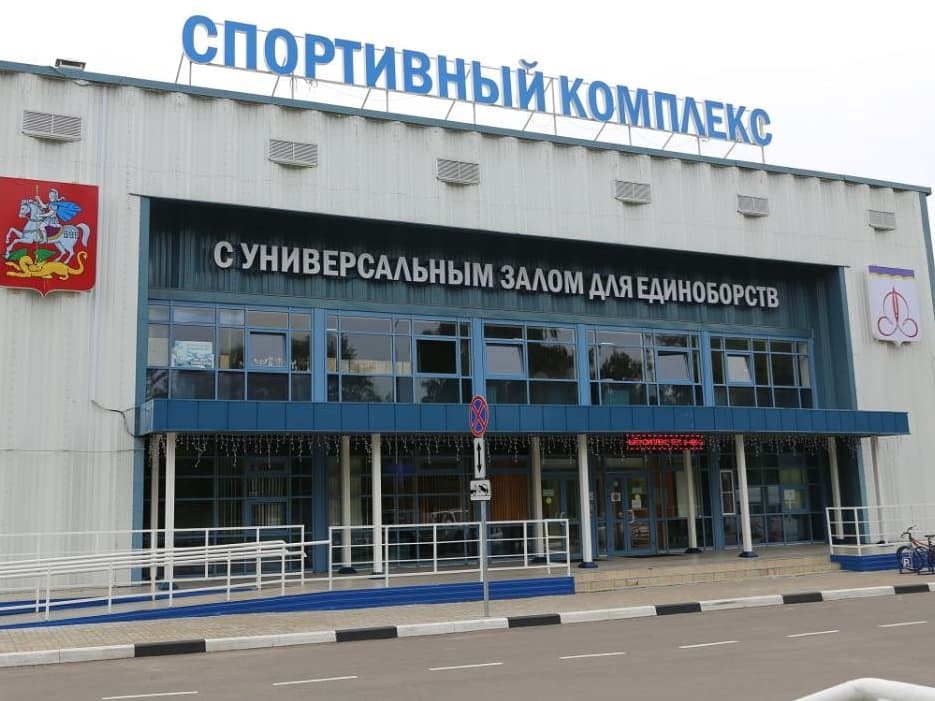 СПОРТИВНЫЙ КОМПЛЕКС
С УНИВЕРСАЛЬНЫМ ЗАЛОМ ДЛЯ ЕДИНОБОРСТВ
P